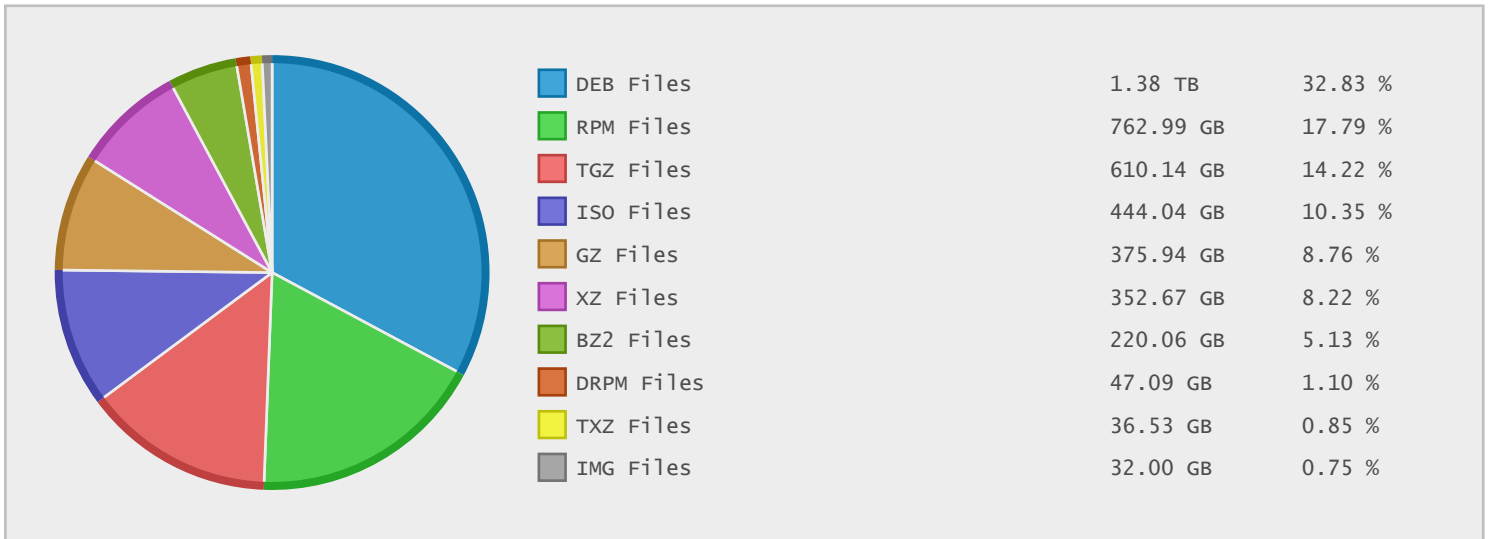 DEB Files 1.38 TB 32.83 %
RPM Files 762.99 GB 17.79 %
TGZ Files 610.14 GB 14.22 %
ISO Files 444.04 GB 10.35 %
GZ Files 375.94 GB 8.76 %
XZ Files 352.67 GB 8.22 %
BZ2 Files 220.06 GB 5.13 %
DRPM Files 47.09 GB 1.10 %
TXZ Files 36.53 GB 0.85 %
IMG Files 32.00 GB 0.75 %